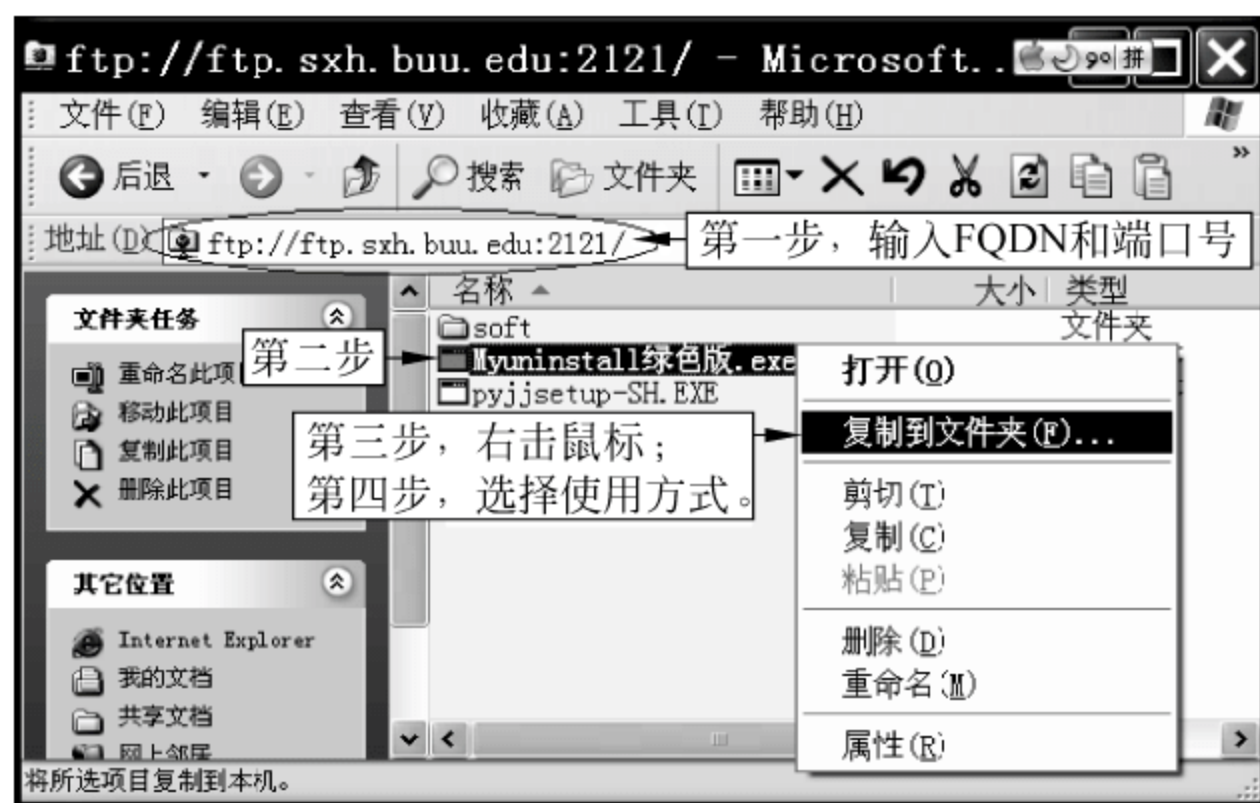 ftp://ftp.sxh.buu.edu:2121/ - Microsoft..
拼
文件(F) 编辑(E) 查看(V) 收藏(A) 工具(T) 帮助(H)
后退 搜索 文件夹
地址(D) ftp://ftp.sxh.buu.edu:2121/
第一步，输入FQDN和端口号
名称 大小 类型
文件夹任务
重命名此项
移动此项目
复制此项目
删除此项目
其它位置
Internet Explorer
我的文档
共享文档
网上邻居
soft 文件夹
第二步
Myuninstall绿色版.exe
pyjjsetup-SH.EXE
第三步，右击鼠标；
第四步，选择使用方式。
打开(O)
复制到文件夹(F)...
剪切(T)
复制(C)
粘贴(P)
删除(D)
重命名(M)
属性(R)
将所选项目复制到本机。